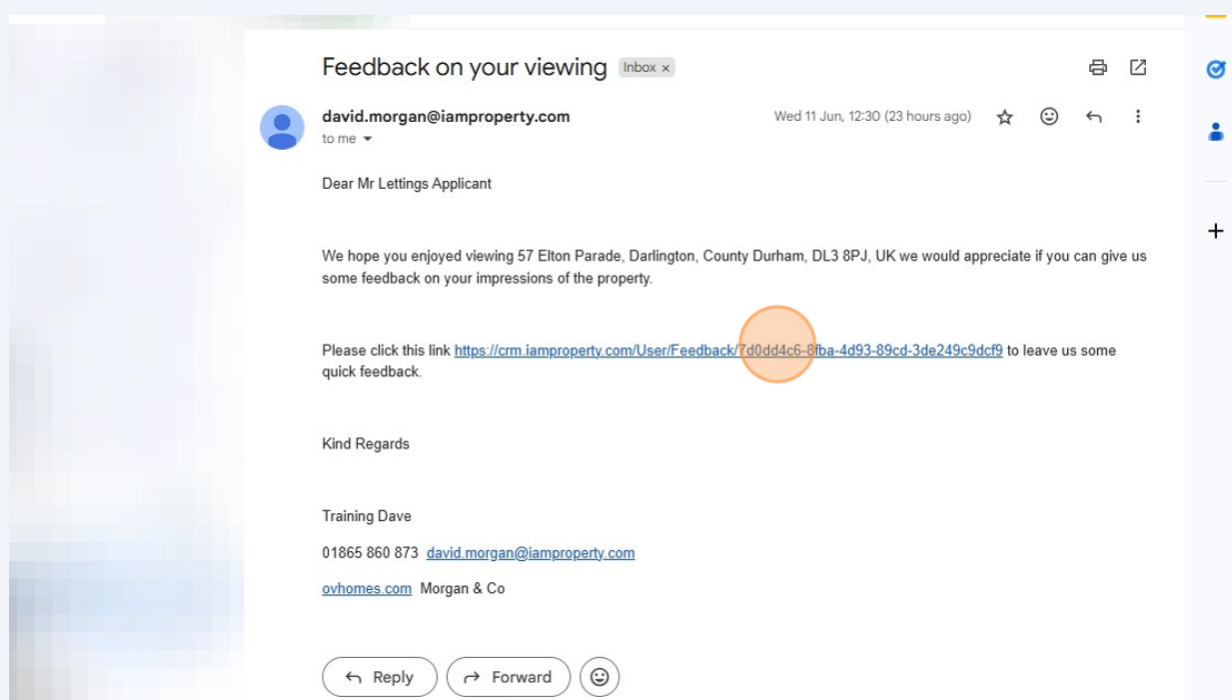 Feedback on your viewing Inbox ×
david.morgan@iamproperty.com Wed 11 Jun, 12:30 (23 hours ago)
to me
Dear Mr Lettings Applicant
We hope you enjoyed viewing 57 Elton Parade, Darlington, County Durham, DL3 8PJ, UK we would appreciate if you can give us
some feedback on your impressions of the property.
Please click this link https://crm.iamproperty.com/User/Feedback/7d0dd4c6-8fba-4d93-89cd-3de249c9dcf9 to leave us some
quick feedback.
Kind Regards
Training Dave
01865 860 873 david.morgan@iamproperty.com
ovhomes.com Morgan & Co
Reply Forward